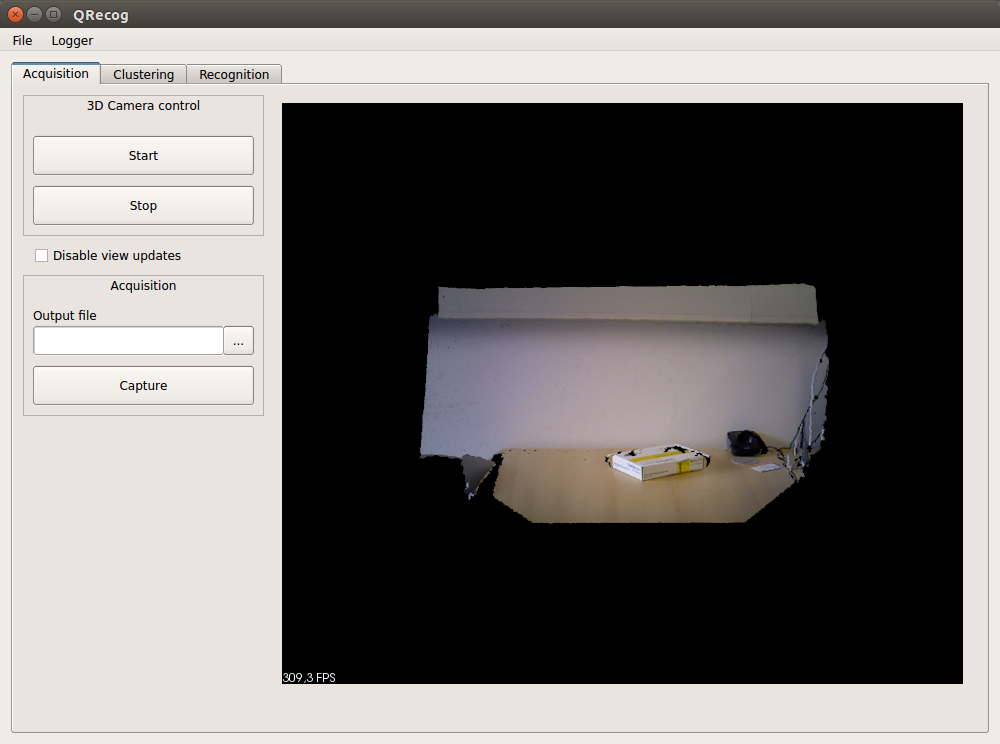 QRecog
File Logger
Acquisition Clustering Recognition
3D Camera control
Start
Stop
Disable view updates
Acquisition
Output file
...
Capture
309,3 FPS